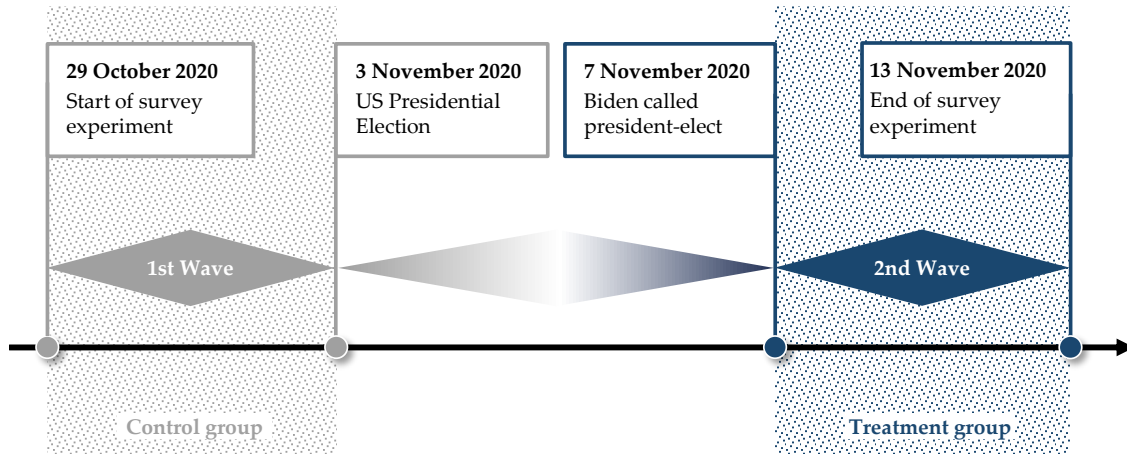 29 October 2020
Start of survey
experiment
3 November 2020
US Presidential
Election
7 November 2020
Biden called
president-elect
13 November 2020
End of survey
experiment
1st Wave
2nd Wave
Control group
Treatment group